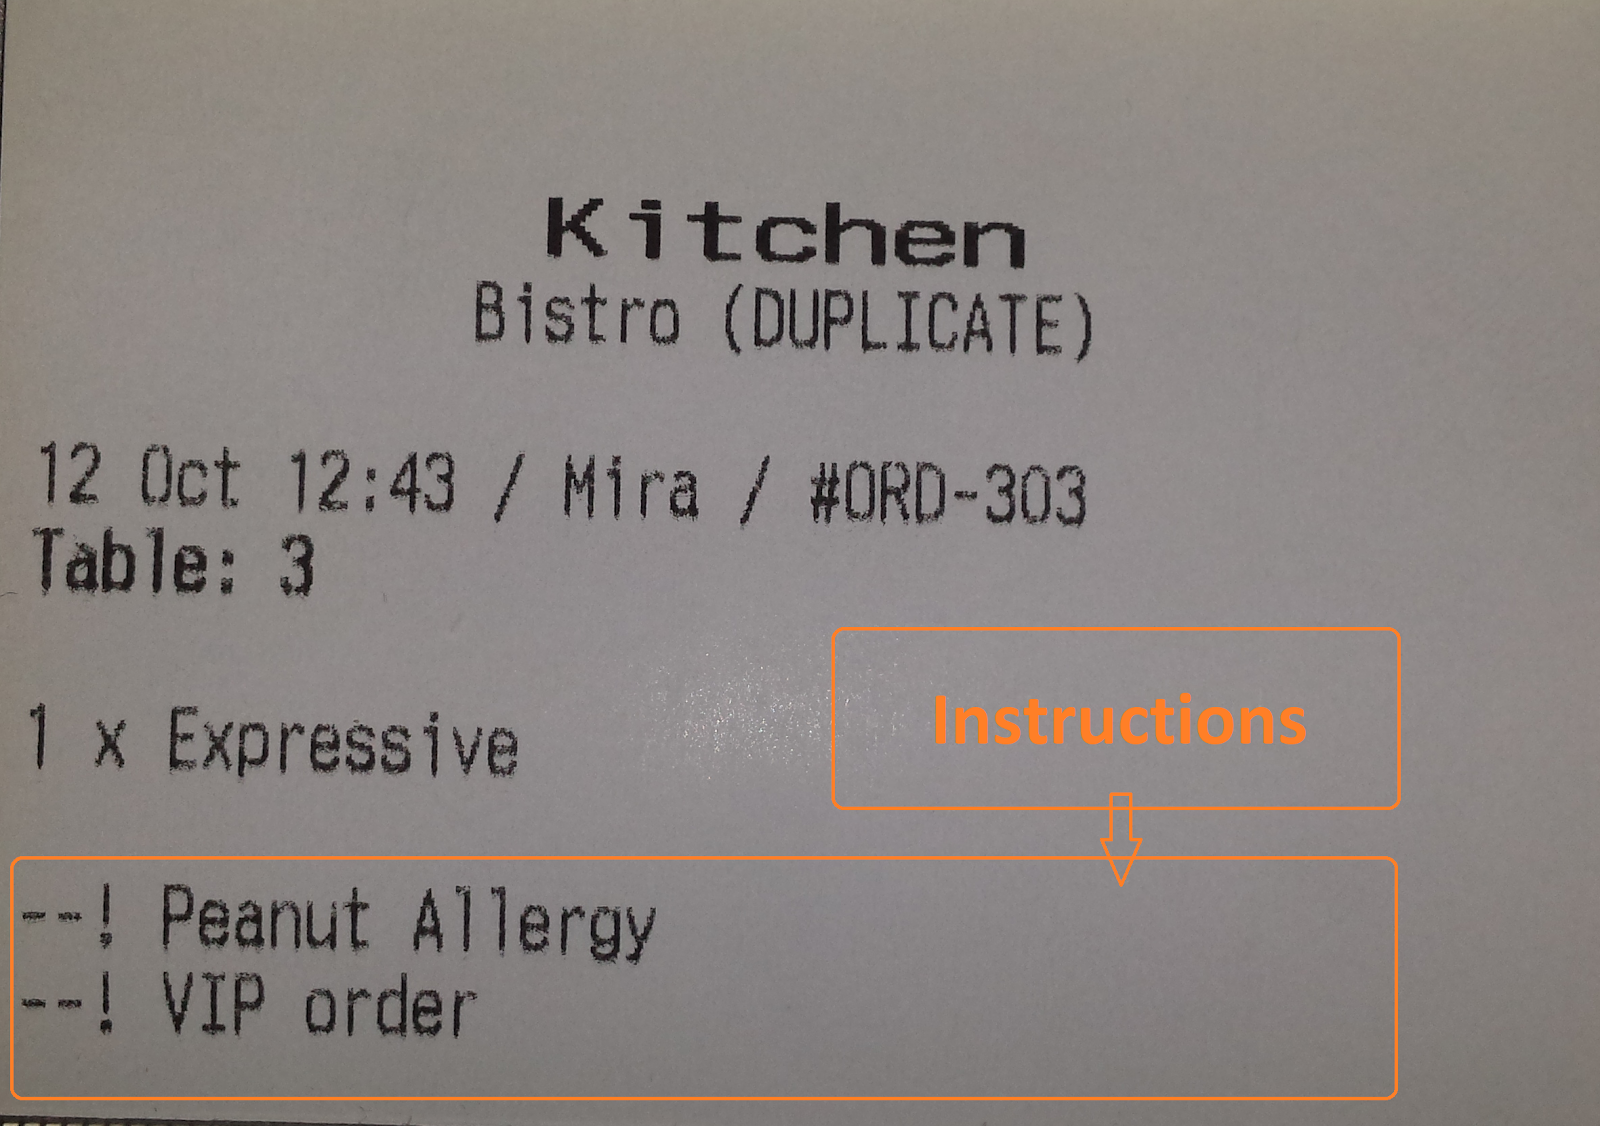 Kitchen
Bistro (DUPLICATE)
12 Oct 12:43 / Mira / #ORD-303
Table: 3
1 x Expressive
Instructions
--! Peanut Allergy
--! VIP order